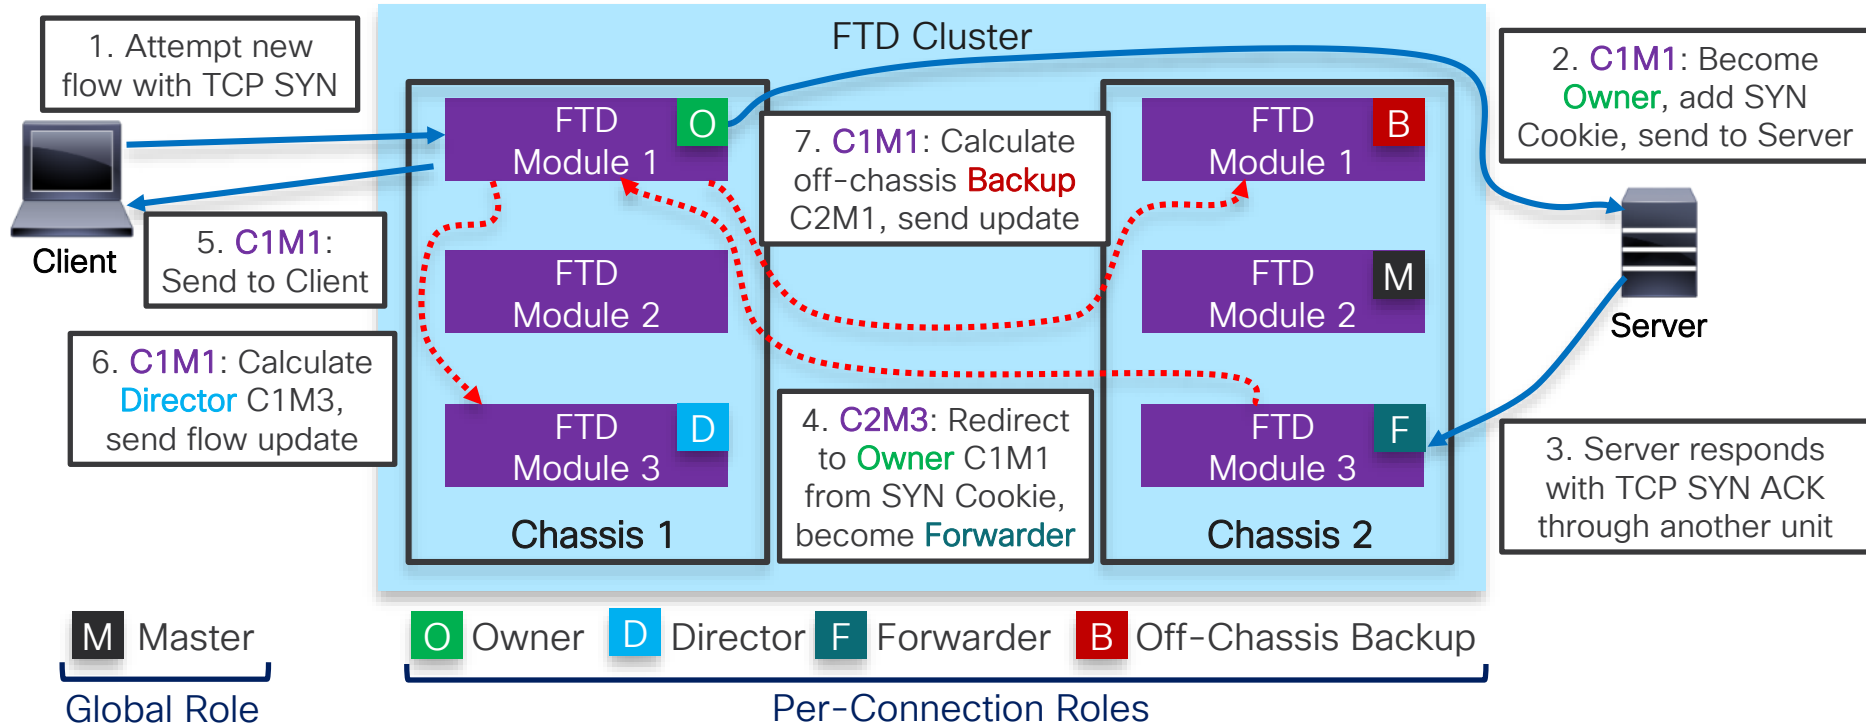 FTD Cluster
1. Attempt new
flow with TCP SYN
2. C1M1: Become
Owner, add SYN
Cookie, send to Server
FTD
Module 1
O
7. C1M1: Calculate
off-chassis Backup
C2M1, send update
FTD
Module 1
B
Client
5. C1M1:
Send to Client
FTD
Module 2
FTD
Module 2
M
Server
6. C1M1: Calculate
Director C1M3,
send flow update
FTD
Module 3
D
4. C2M3: Redirect
to Owner C1M1
from SYN Cookie,
become Forwarder
FTD
Module 3
F
3. Server responds
with TCP SYN ACK
through another unit
Chassis 1
Chassis 2
M Master
O Owner D Director F Forwarder B Off-Chassis Backup
Global Role
Per-Connection Roles